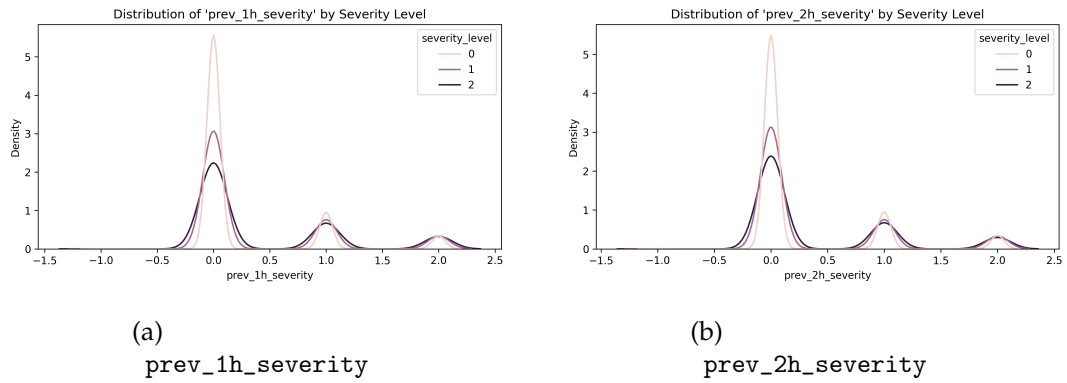 Distribution of 'prev_1h_severity' by Severity Level
severity_level
0
1
2
5
4
3
2
1
0
Density
−1.5 −1.0 −0.5 0.0 0.5 1.0 1.5 2.0 2.5
prev_1h_severity
(a)
prev_1h_severity
Distribution of 'prev_2h_severity' by Severity Level
severity_level
0
1
2
5
4
3
2
1
0
Density
−1.5 −1.0 −0.5 0.0 0.5 1.0 1.5 2.0 2.5
prev_2h_severity
(b)
prev_2h_severity